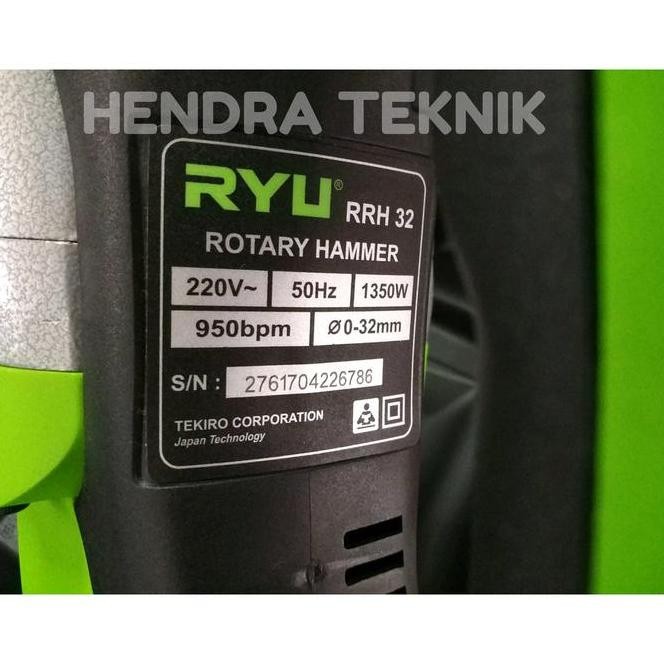 HENDRA TEKNIK
RYU® RRH 32
ROTARY HAMMER
220V~ 50Hz 1350W
950bpm Ø0-32mm
S/N : 2761704226786
TEKIRO CORPORATION
Japan Technology